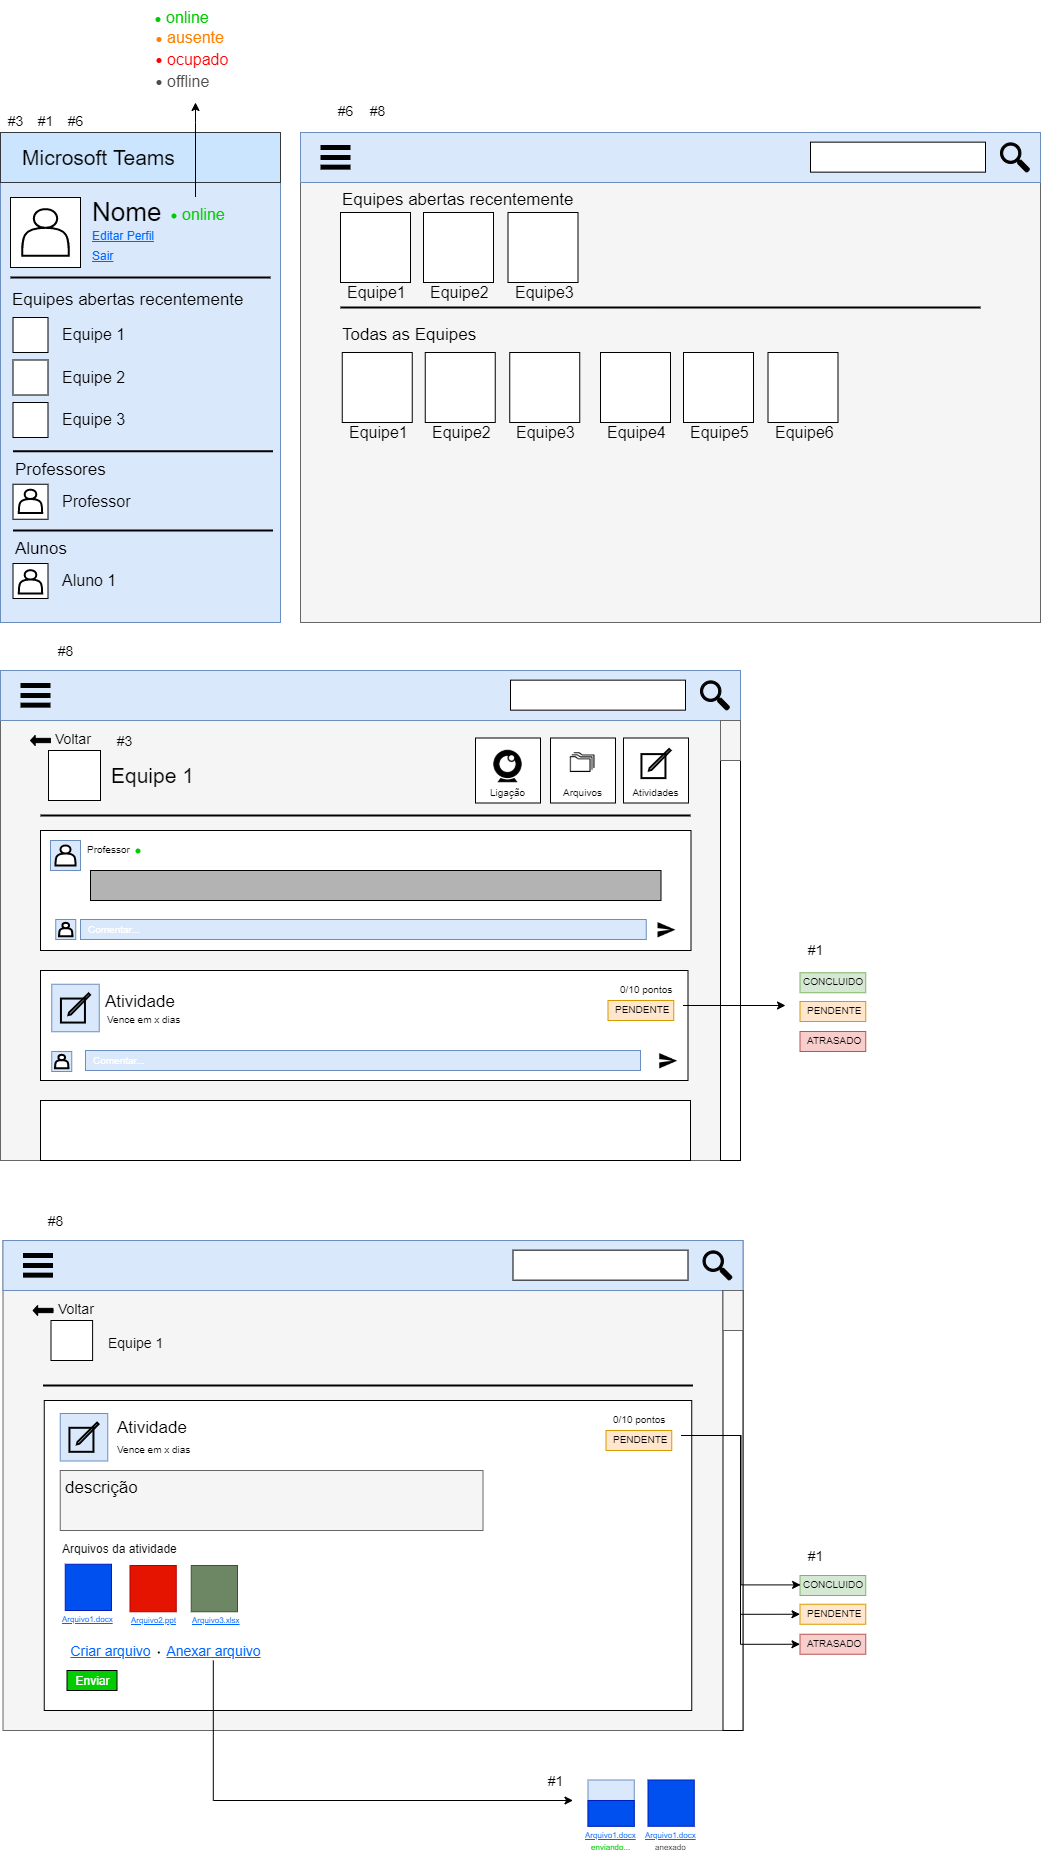 • online
• ausente
• ocupado
• offline
#3 #1 #6
#6 #8
Microsoft Teams
Nome • online
Editar Perfil
Sair
Equipes abertas recentemente
Equipe 1
Equipe 2
Equipe 3
Professores
Professor
Alunos
Aluno 1
Equipes abertas recentemente
Equipe1 Equipe2 Equipe3
Todas as Equipes
Equipe1 Equipe2 Equipe3 Equipe4 Equipe5 Equipe6
#8
Voltar #3
Equipe 1
Ligação Arquivos Atividades
Professor •
Comentar...
Atividade
Vence em x dias
0/10 pontos
PENDENTE
Comentar...
#1
CONCLUIDO
PENDENTE
ATRASADO
#8
Voltar
Equipe 1
Atividade
Vence em x dias
0/10 pontos
PENDENTE
descrição
Arquivos da atividade
Arquivo1.docx Arquivo2.ppt Arquivo3.xlsx
Criar arquivo · Anexar arquivo
Enviar
#1
CONCLUIDO
PENDENTE
ATRASADO
#1
Arquivo1.docx Arquivo1.docx
enviando... anexado